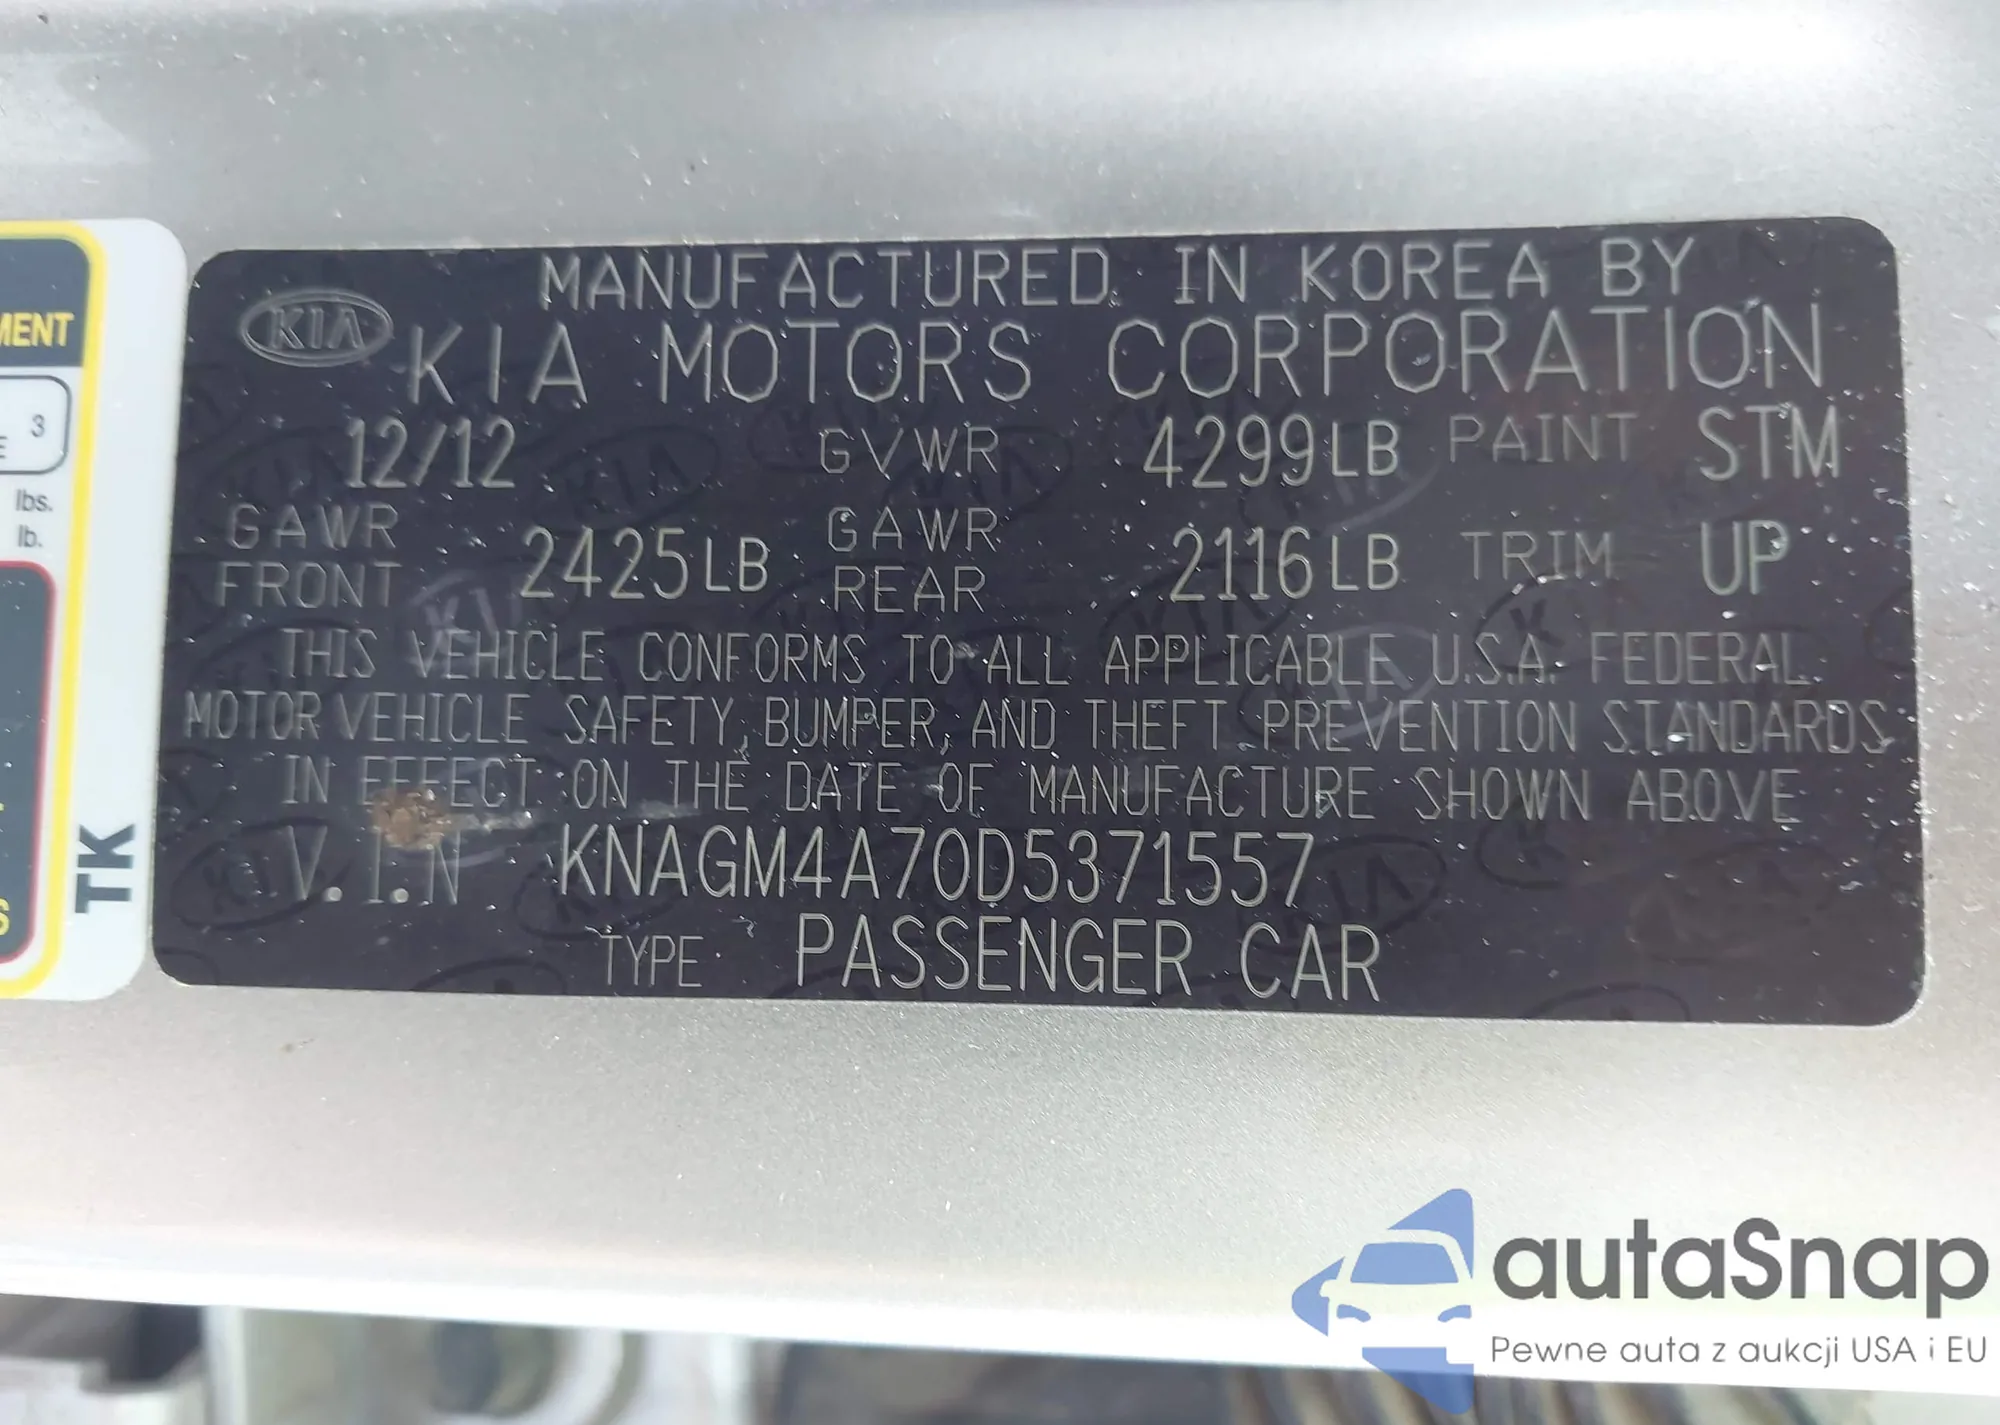 MANUFACTURED IN KOREA BY
KIA
KIA MOTORS CORPORATION
12/12 GVWR 4299LB PAINT STM
GAWR FRONT 2425LB GAWR REAR 2116LB TRIM UP
THIS VEHICLE CONFORMS TO ALL APPLICABLE U.S.A. FEDERAL
MOTOR VEHICLE SAFETY, BUMPER, AND THEFT PREVENTION STANDARDS
IN EFFECT ON THE DATE OF MANUFACTURE SHOWN ABOVE
V.I.N KNAGM4A70D5371557
TYPE PASSENGER CAR
MENT
3
E
lbs.
lb.
S
TK
autaSnap
Pewne auta z aukcji USA i EU